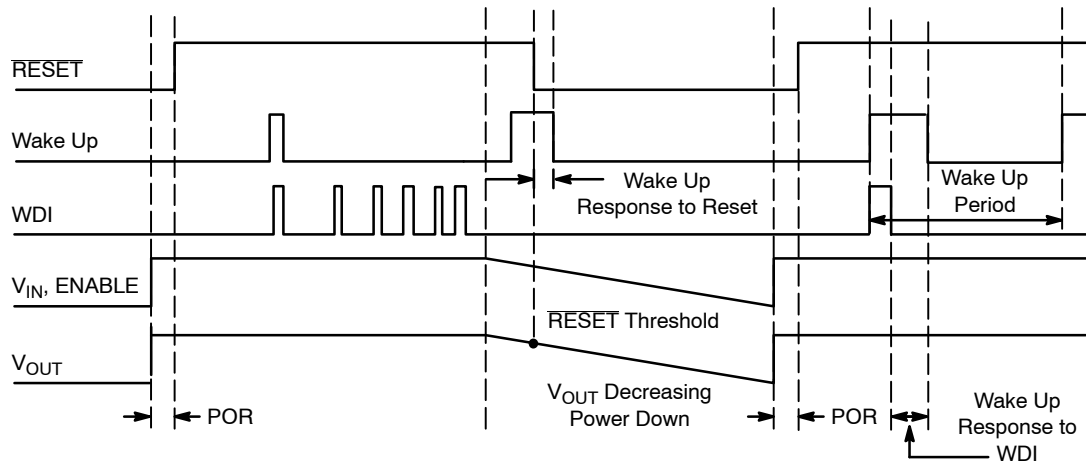 RESET
Wake Up
Wake Up
Response to Reset
Wake Up
Period
WDI
VIN, ENABLE
RESET Threshold
VOUT
VOUT Decreasing
Power Down
POR
POR
Wake Up
Response to
WDI